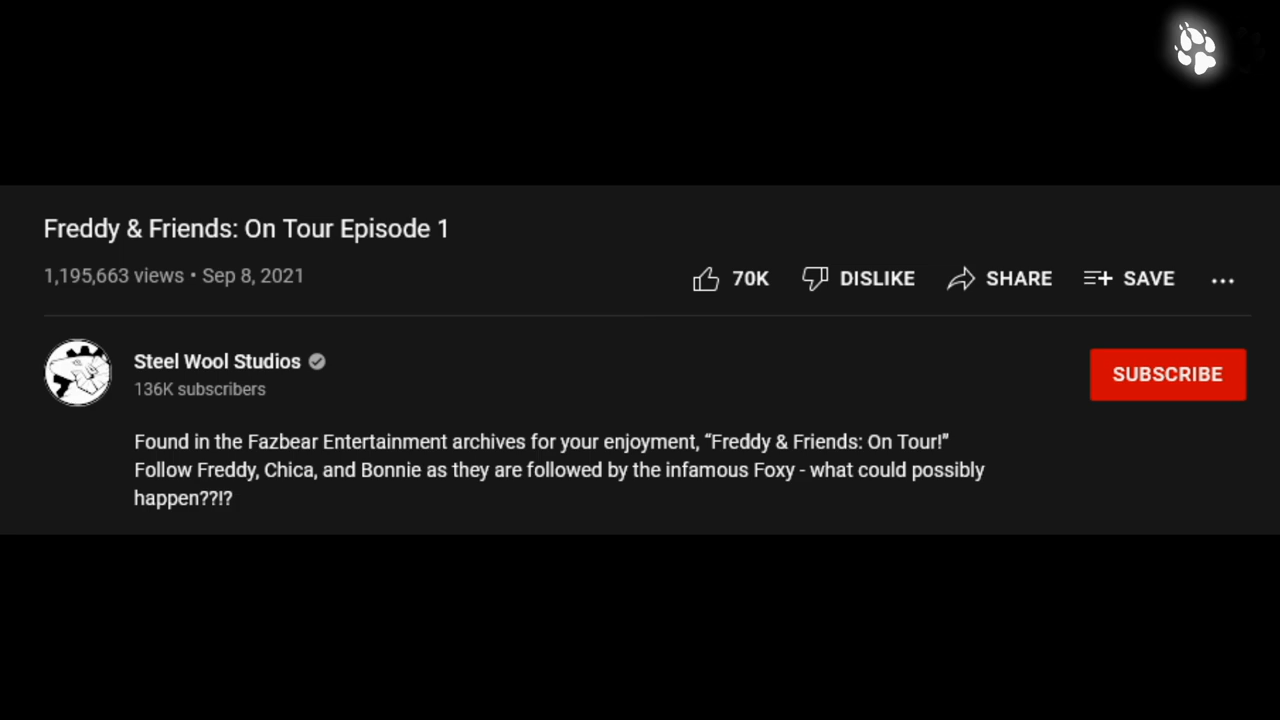 Freddy & Friends: On Tour Episode 1
1,195,663 views • Sep 8, 2021
70K
DISLIKE
SHARE
SAVE
Steel Wool Studios
136K subscribers
SUBSCRIBE
Found in the Fazbear Entertainment archives for your enjoyment, “Freddy & Friends: On Tour!”
Follow Freddy, Chica, and Bonnie as they are followed by the infamous Foxy - what could possibly
happen??!?